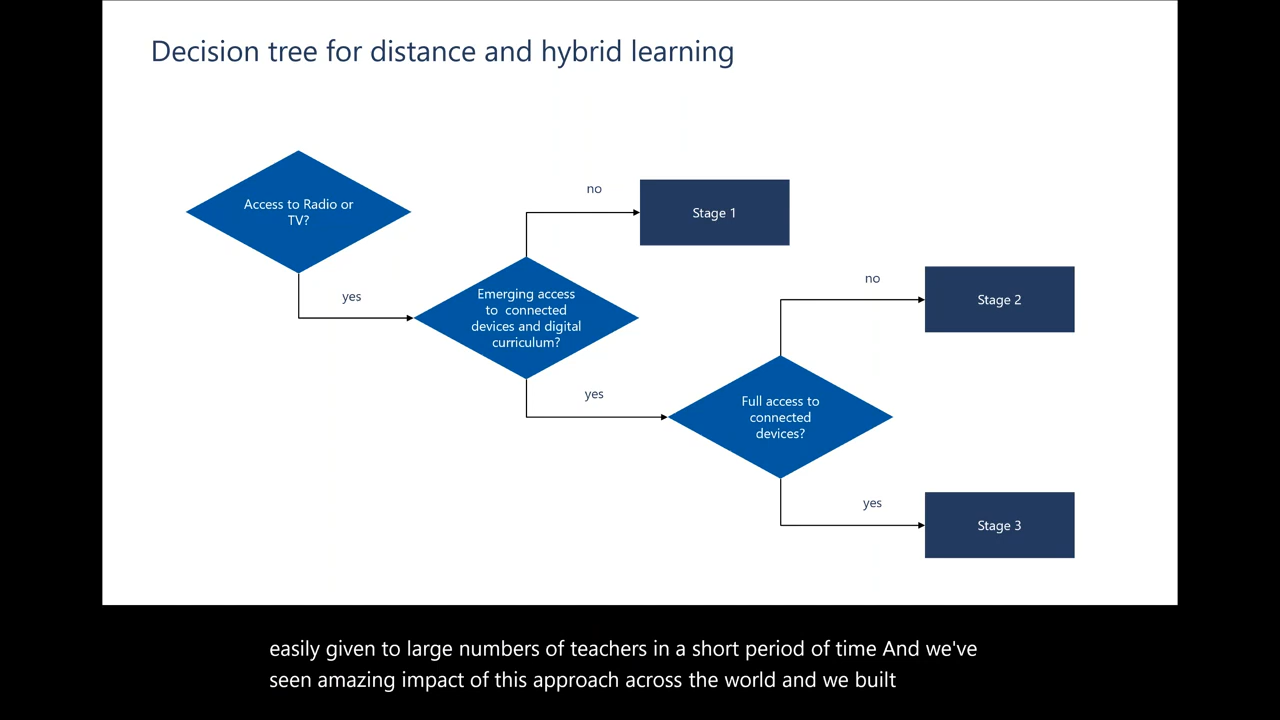 Decision tree for distance and hybrid learning
Access to Radio or
TV?
yes
no
Stage 1
Emerging access
to connected
devices and digital
curriculum?
yes
no
Stage 2
Full access to
connected
devices?
yes
Stage 3
easily given to large numbers of teachers in a short period of time And we've
seen amazing impact of this approach across the world and we built